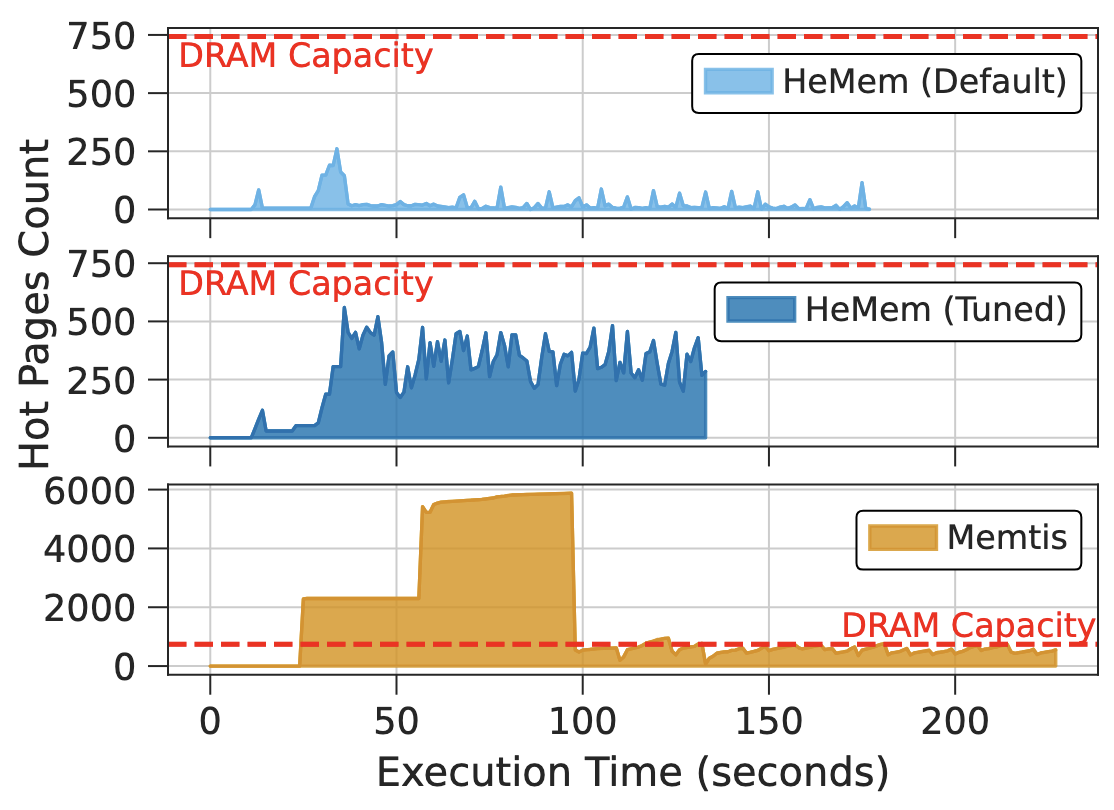 Hot Pages Count
750
500
250
0
DRAM Capacity
HeMem (Default)
750
500
250
0
DRAM Capacity
HeMem (Tuned)
6000
4000
2000
0
Memtis
DRAM Capacity
0 50 100 150 200
Execution Time (seconds)